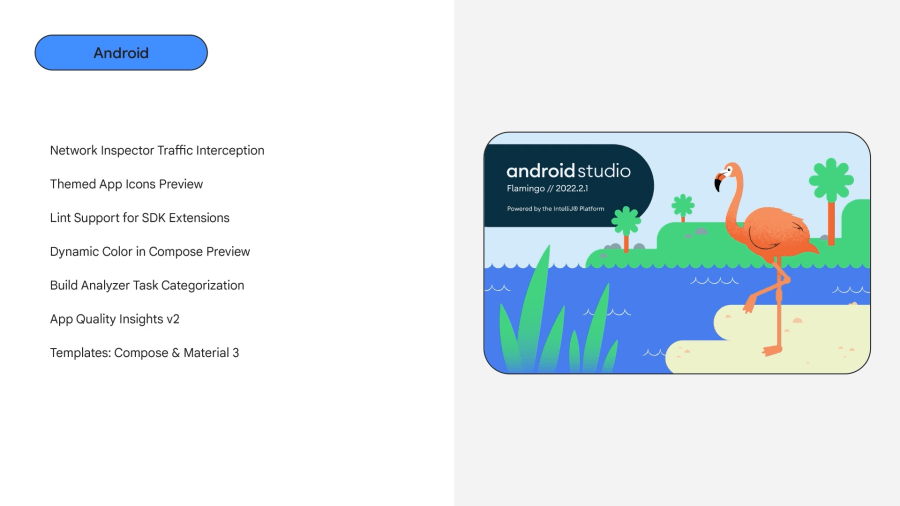 Android
Network Inspector Traffic Interception
Themed App Icons Preview
Lint Support for SDK Extensions
Dynamic Color in Compose Preview
Build Analyzer Task Categorization
App Quality Insights v2
Templates: Compose & Material 3
androidstudio
Flamingo // 2022.2.1
Powered by the IntelliJ® Platform